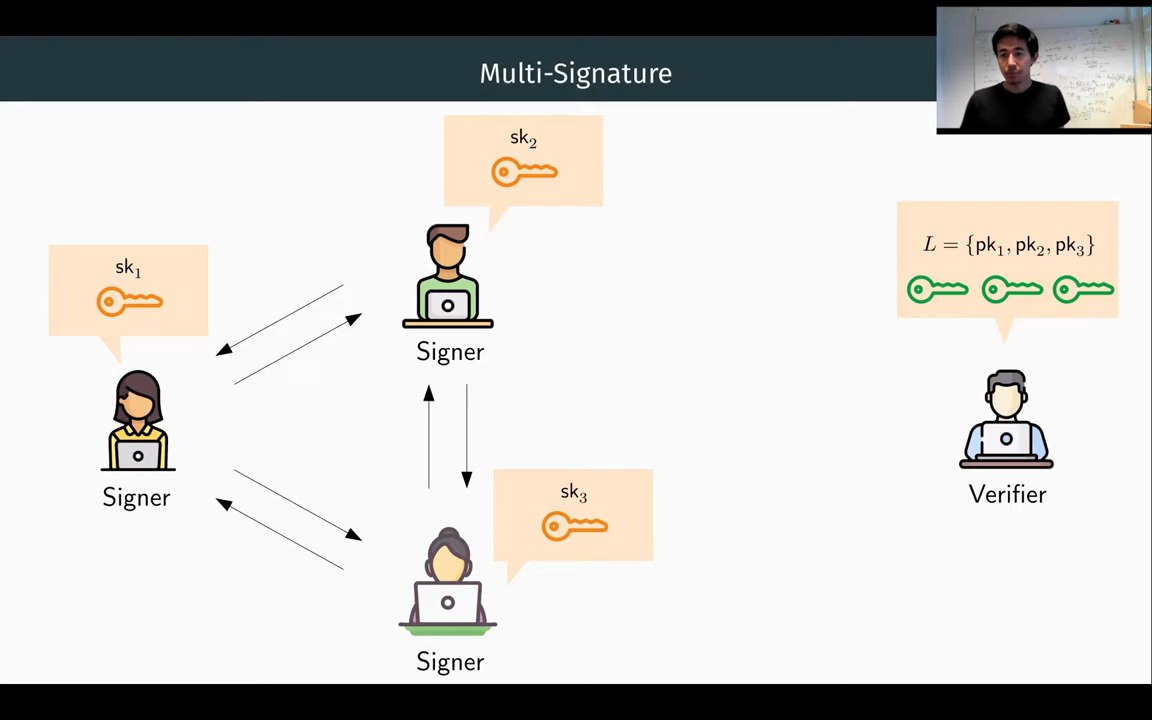 Multi-Signature
sk₂
L = {pk₁, pk₂, pk₃}
sk₁
Signer
sk₃
Signer
Verifier
Signer